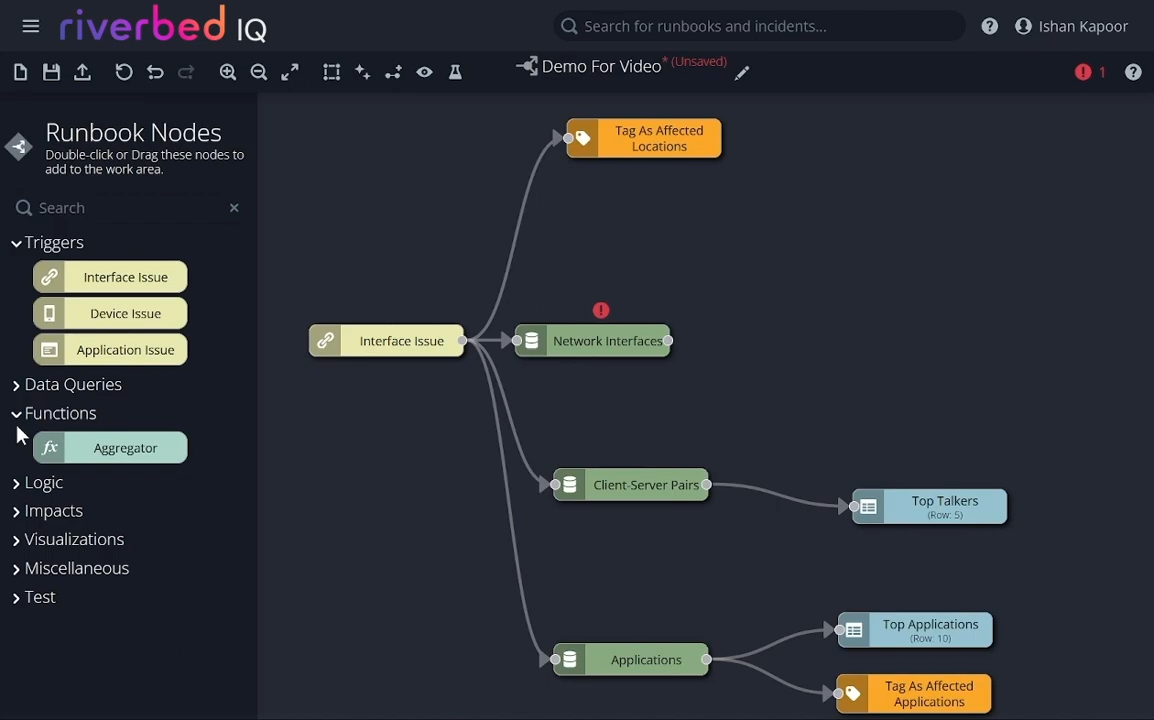 riverbed IQ
Search for runbooks and incidents...
Ishan Kapoor
Demo For Video* (Unsaved)
1
Runbook Nodes
Double-click or Drag these nodes to
add to the work area.
Search
Triggers
Interface Issue
Device Issue
Application Issue
Data Queries
Functions
fx Aggregator
Logic
Impacts
Visualizations
Miscellaneous
Test
Tag As Affected
Locations
Interface Issue
Network Interfaces
Client-Server Pairs
Top Talkers
(Row: 5)
Applications
Top Applications
(Row: 10)
Tag As Affected
Applications